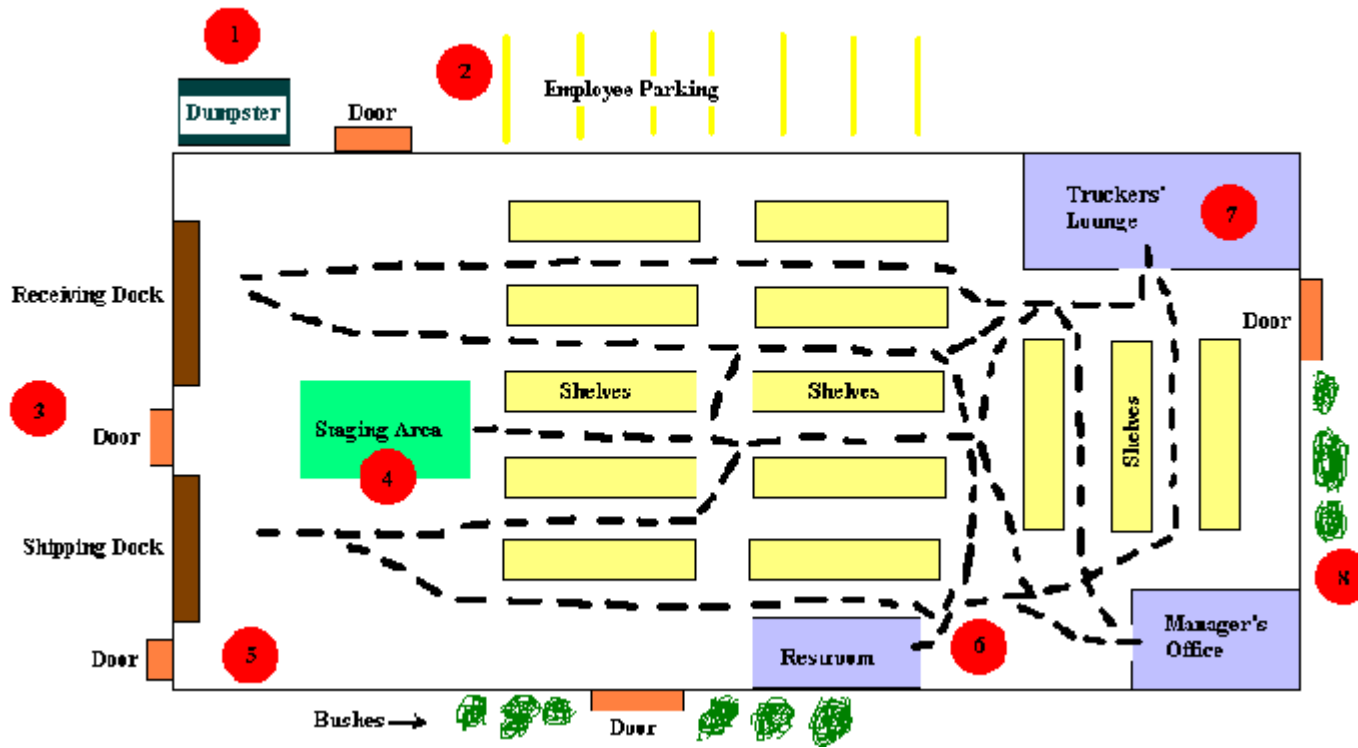 1
2
Employee Parking
Dumpster
Door
Truckers'
Lounge
7
Receiving Dock
Door
3
Door
Shelves
Shelves
Shelves
Staging Area
4
Shipping Dock
8
Door
5
Restroom
6
Manager's
Office
Bushes
Door